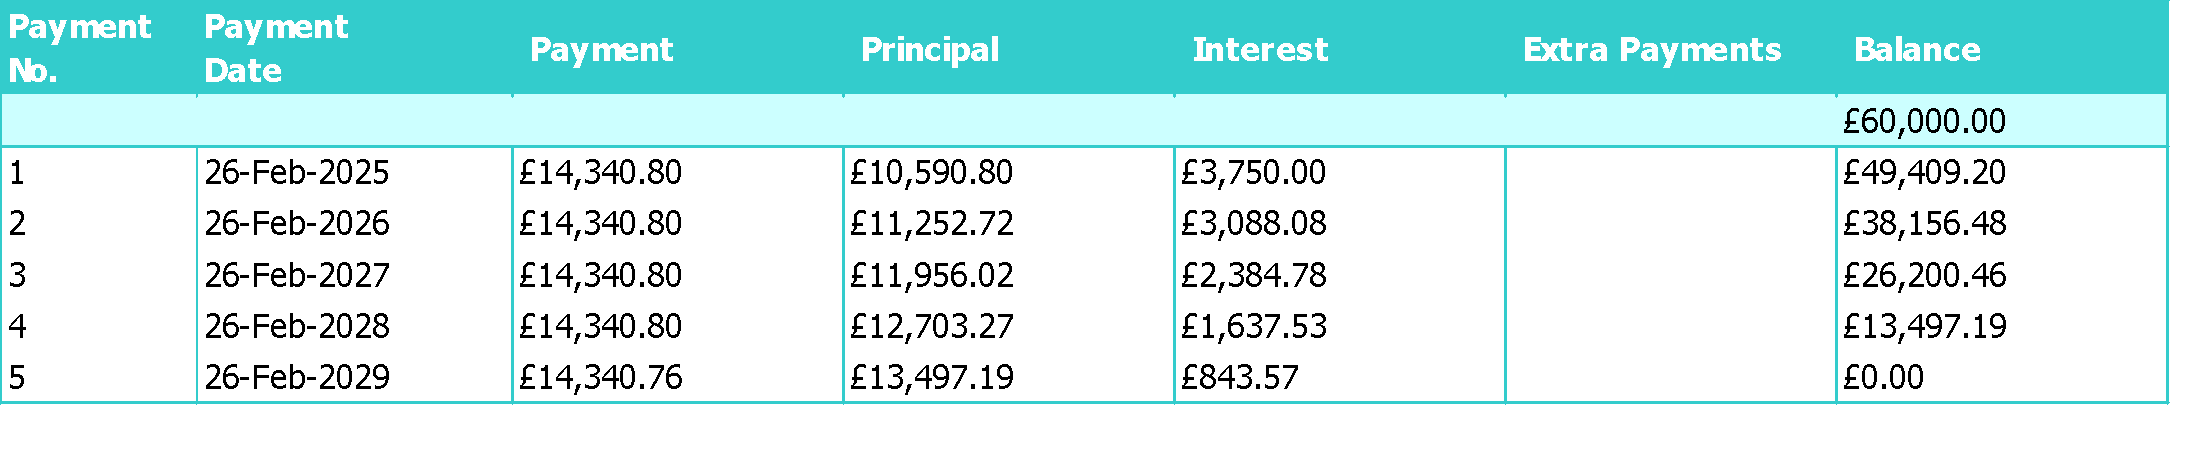 Payment No. Payment Date Payment Principal Interest Extra Payments Balance
£60,000.00
1 26-Feb-2025 £14,340.80 £10,590.80 £3,750.00 £49,409.20
2 26-Feb-2026 £14,340.80 £11,252.72 £3,088.08 £38,156.48
3 26-Feb-2027 £14,340.80 £11,956.02 £2,384.78 £26,200.46
4 26-Feb-2028 £14,340.80 £12,703.27 £1,637.53 £13,497.19
5 26-Feb-2029 £14,340.76 £13,497.19 £843.57 £0.00